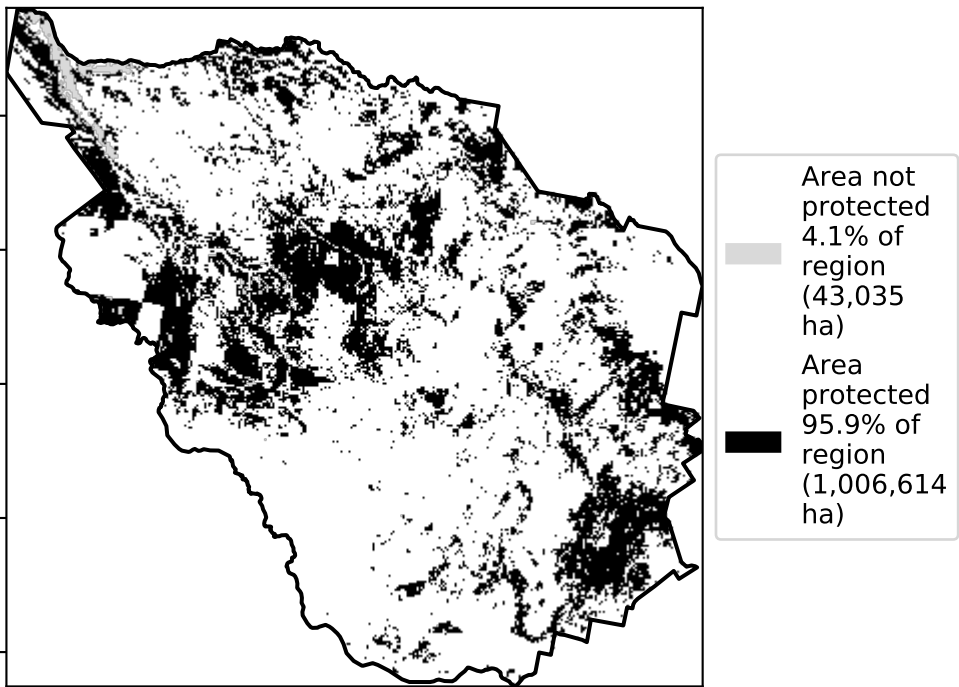 Area not
protected
4.1% of
region
(43,035
ha)
Area
protected
95.9% of
region
(1,006,614
ha)